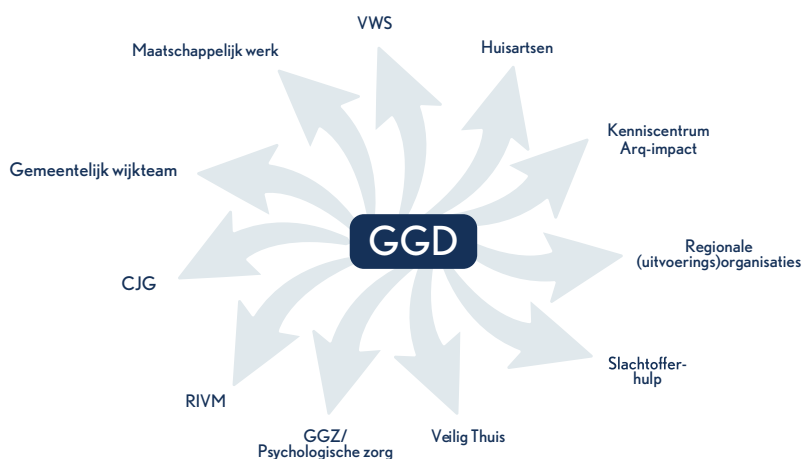 VWS
Maatschappelijk werk
Huisartsen
Kenniscentrum
Arq-impact
Gemeentelijk wijkteam
GGD
Regionale
(uitvoerings)organisaties
CJG
Slachtoffer-
hulp
RIVM
GGZ/
Psychologische zorg
Veilig Thuis